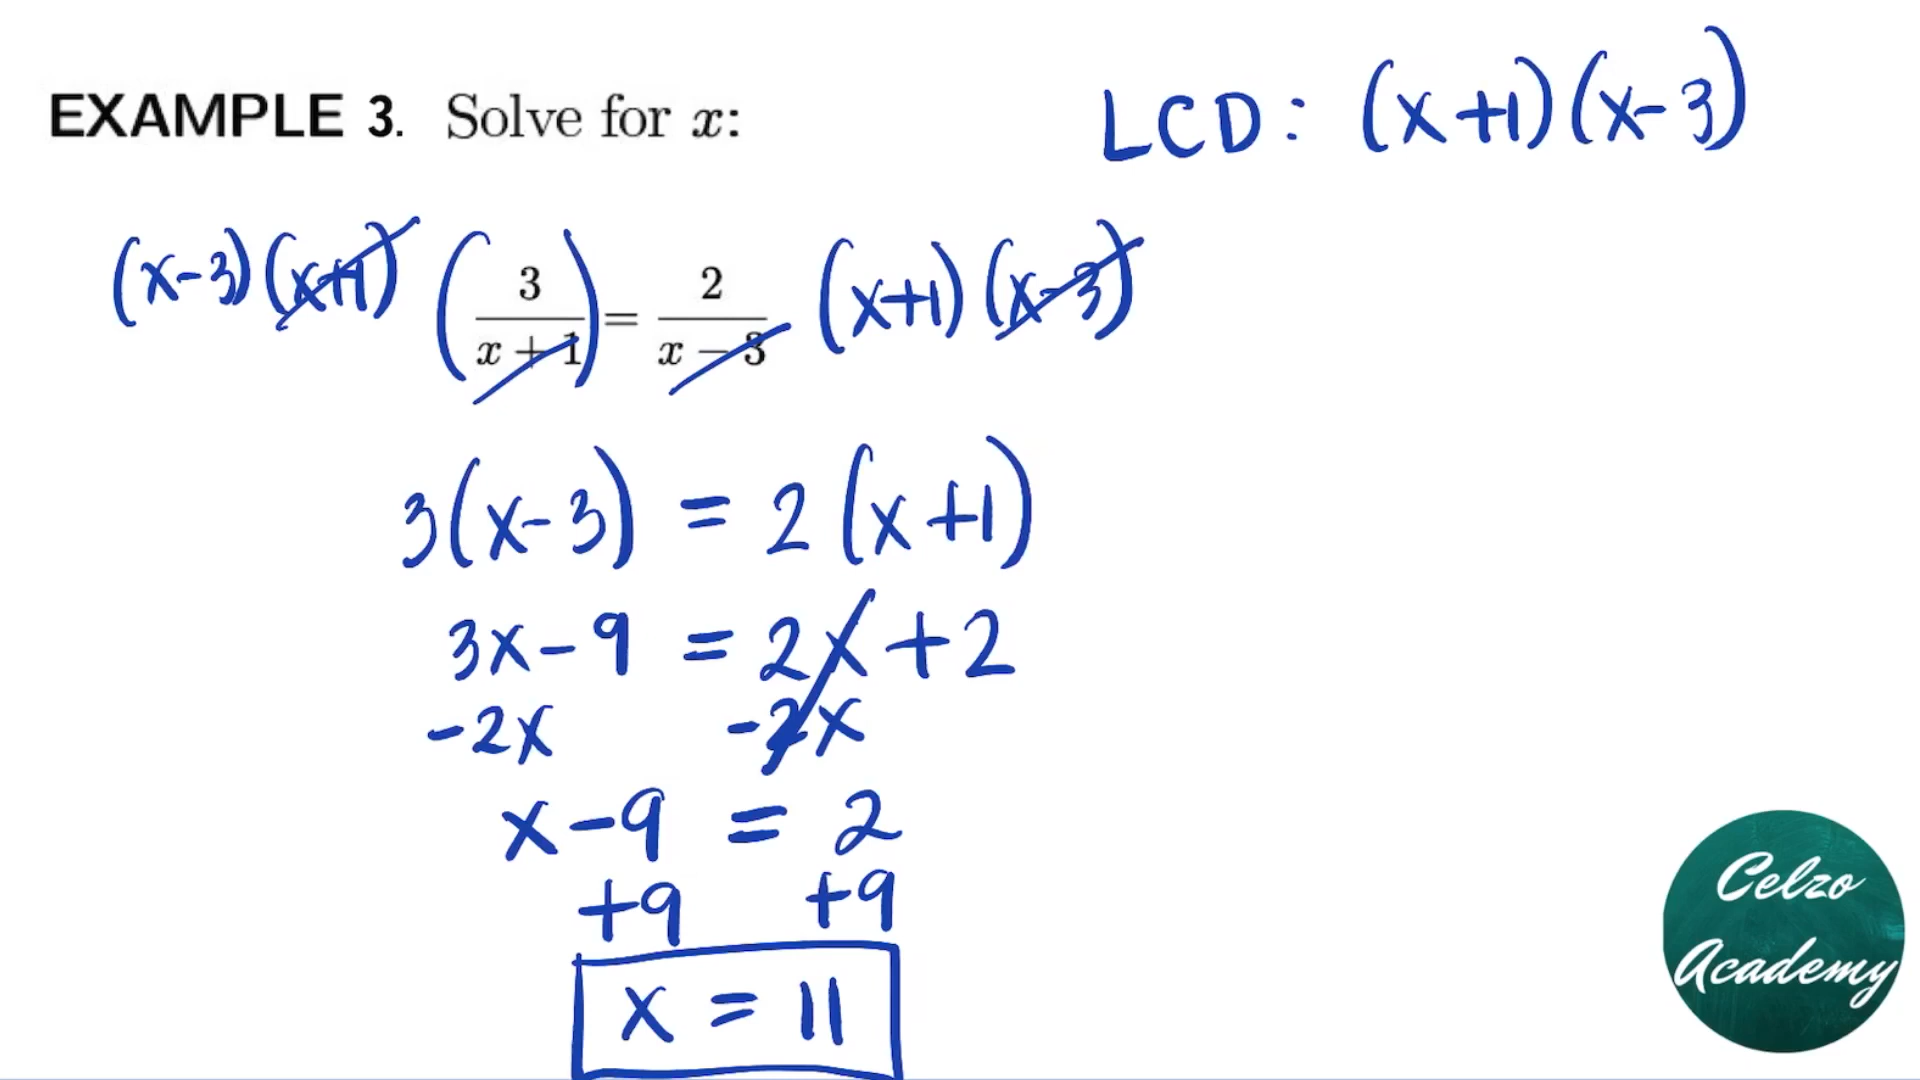 EXAMPLE 3. Solve for x:
LCD: (x+1)(x-3)
(x-3)(x+1) (3/(x + 1)) = 2/(x − 3) (x+1)(x-3)
3(x-3) = 2(x+1)
3x-9 = 2x+2
-2x -2x
x-9 = 2
+9 +9
x = 11
Celzo
Academy